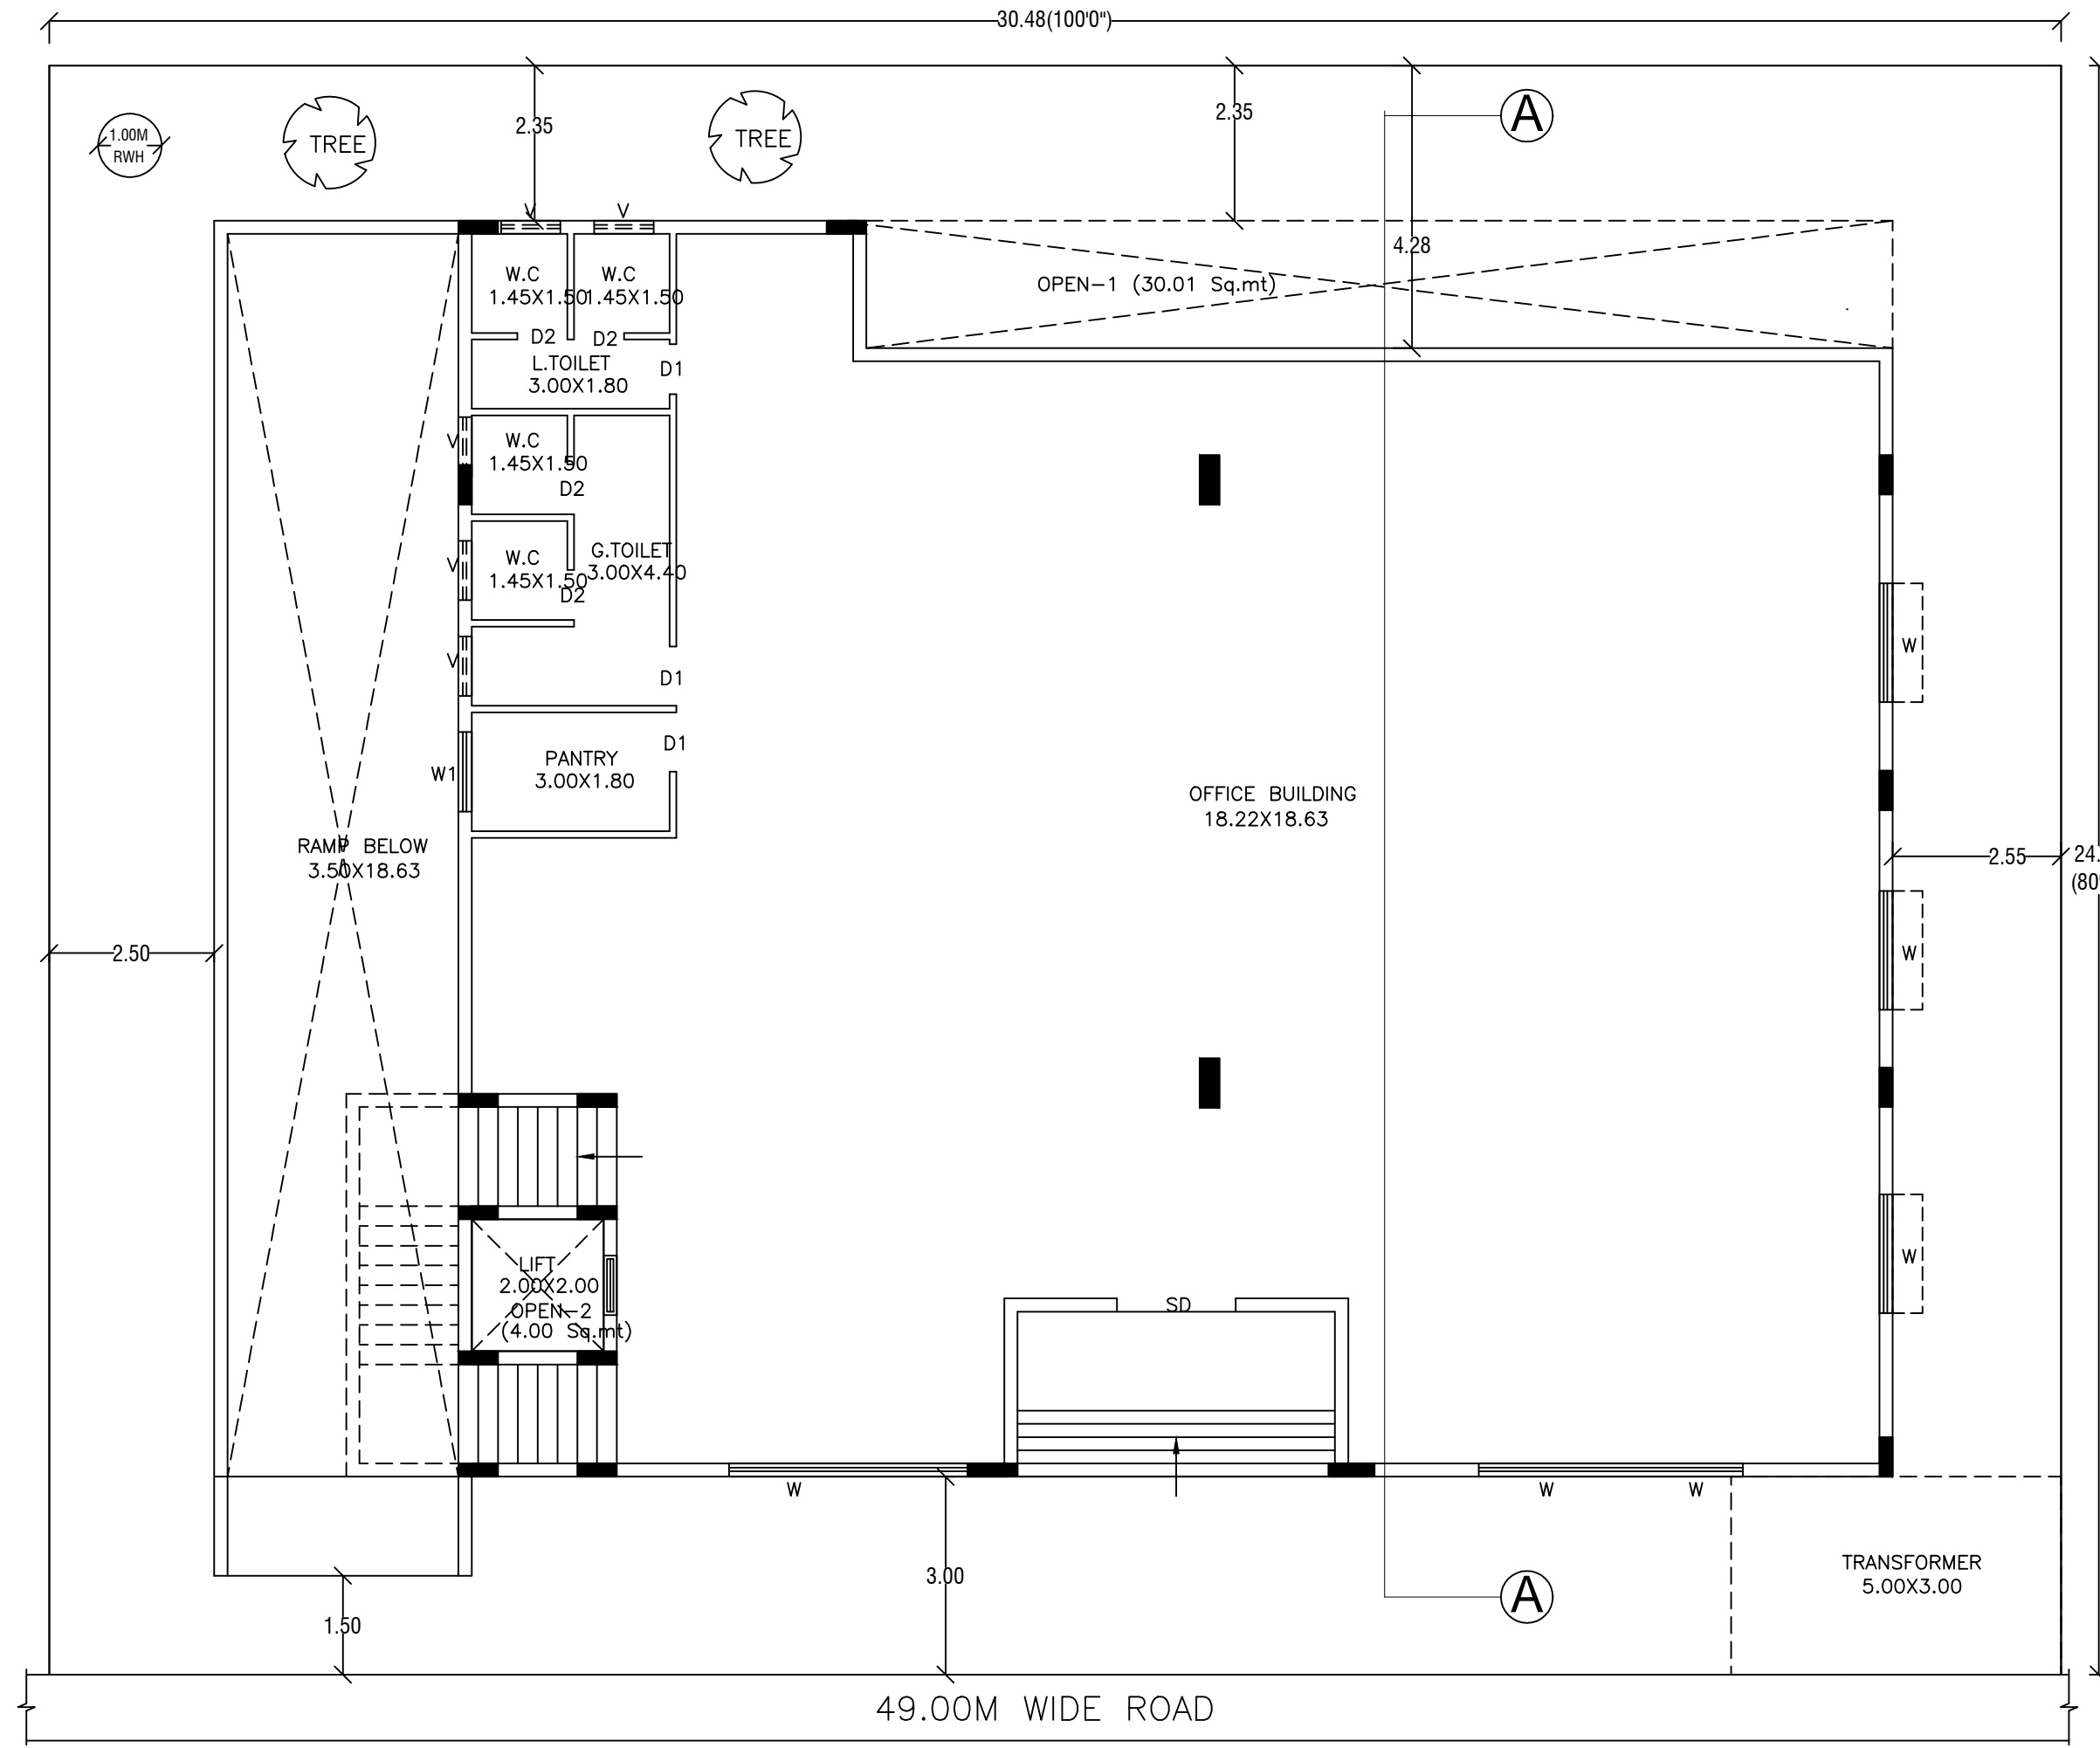 30.48(100'0")
A
1.00M
RWH
TREE
TREE
2.35
2.35
4.28
V
V
W.C
1.45X1.50
W.C
1.45X1.50
OPEN-1 (30.01 Sq.mt)
D2
D2
L.TOILET
3.00X1.80
D1
V
W.C
1.45X1.50
D2
V
W.C
1.45X1.50
D2
G.TOILET
3.00X4.40
W
V
D1
D1
PANTRY
3.00X1.80
W1
OFFICE BUILDING
18.22X18.63
RAMP BELOW
3.50X18.63
2.55
24.
(80'
2.50
W
LIFT
2.00X2.00
OPEN-2
(4.00 Sq.mt)
W
SD
W
W
W
3.00
1.50
A
TRANSFORMER
5.00X3.00
49.00M WIDE ROAD